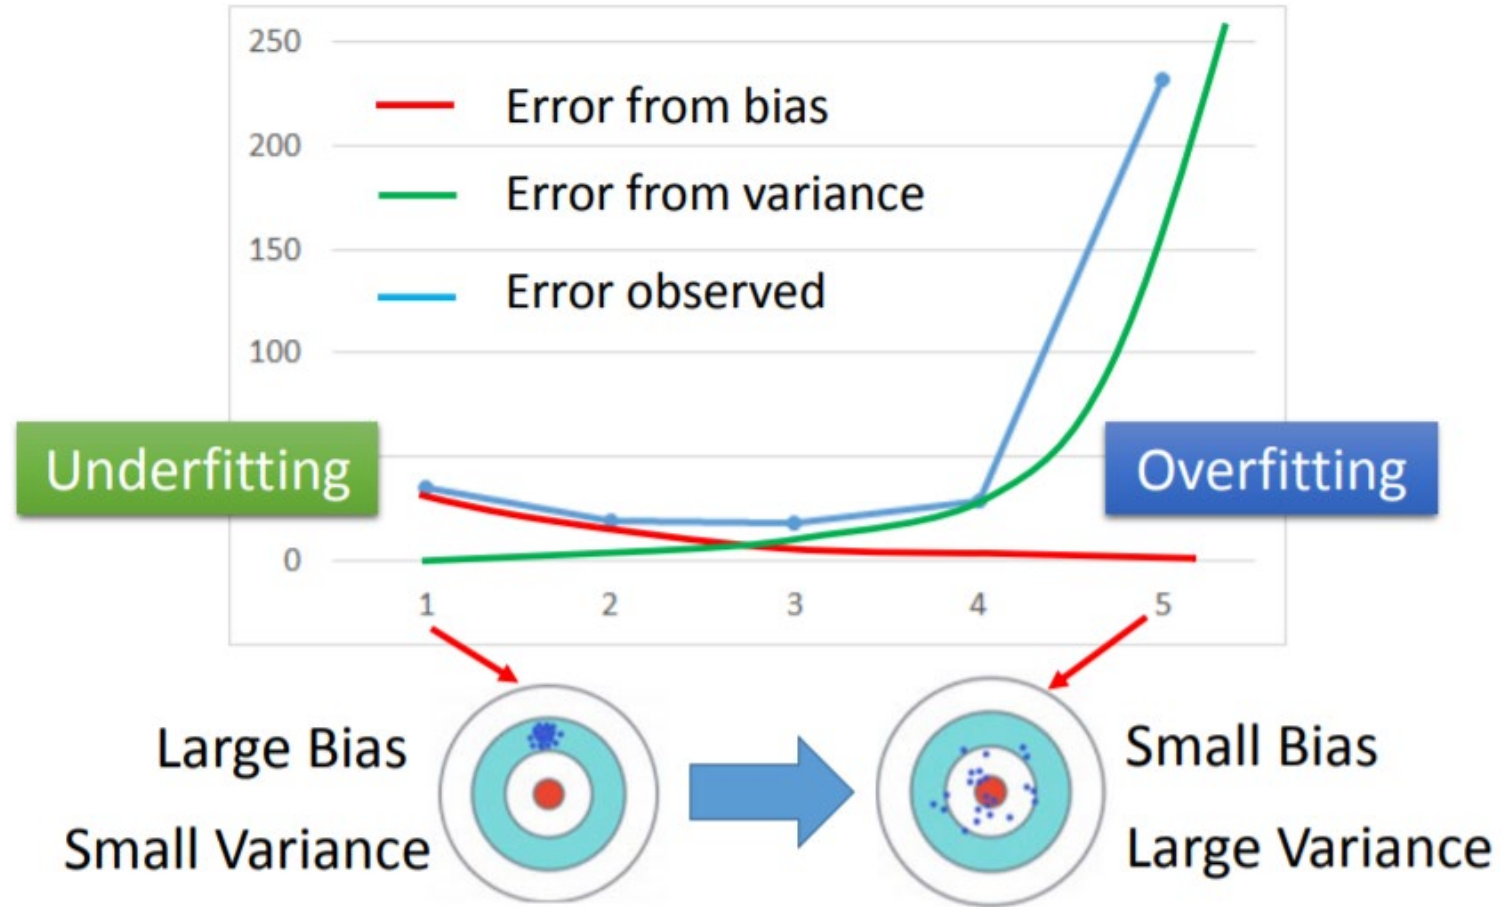 250
Error from bias
200
Error from variance
150
Error observed
100
Underfitting
Overfitting
0
1 2 3 4 5
Large Bias
Small Variance
Small Bias
Large Variance